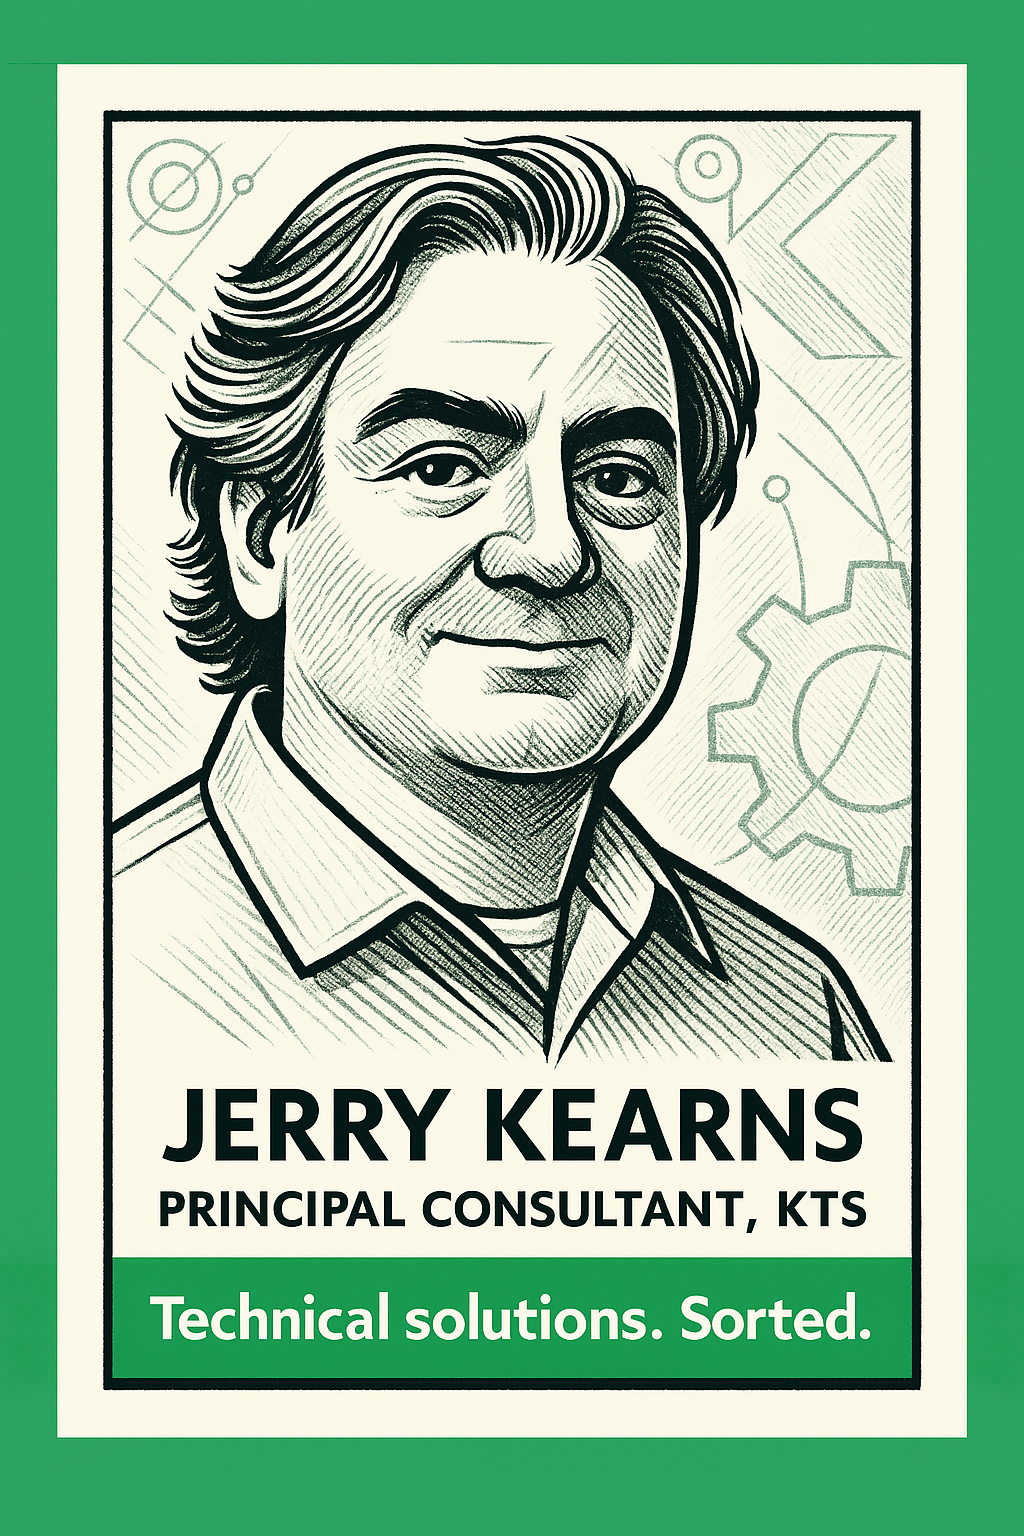 JERRY KEARNS
PRINCIPAL CONSULTANT, KTS
Technical solutions. Sorted.